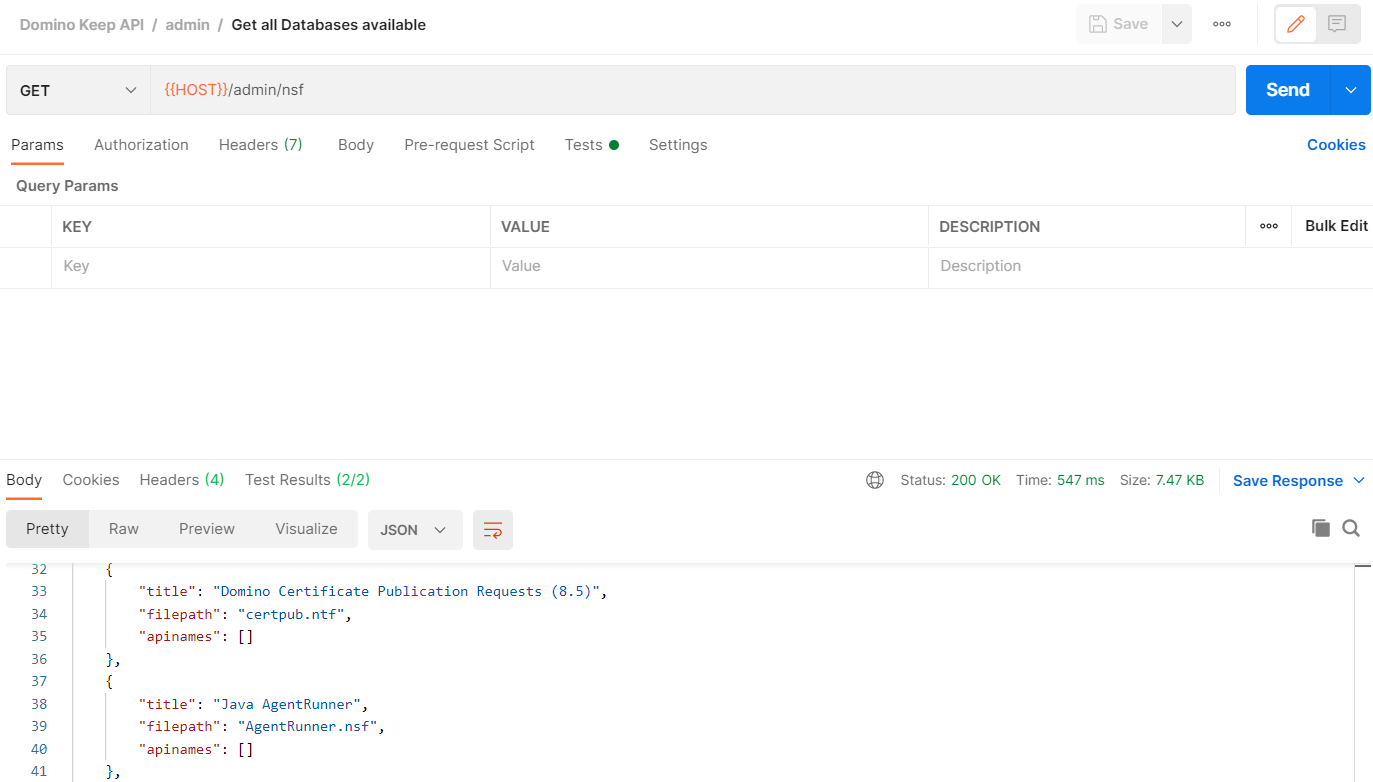 Domino Keep API / admin / Get all Databases available
Save
GET {{HOST}}/admin/nsf
Send
Params Authorization Headers (7) Body Pre-request Script Tests Settings
Cookies
Query Params
KEY VALUE DESCRIPTION
Bulk Edit
Key Value Description
Body Cookies Headers (4) Test Results (2/2)
Status: 200 OK Time: 547 ms Size: 7.47 KB
Save Response
Pretty Raw Preview Visualize JSON
32 {
33 "title": "Domino Certificate Publication Requests (8.5)",
34 "filepath": "certpub.ntf",
35 "apinames": []
36 },
37 {
38 "title": "Java AgentRunner",
39 "filepath": "AgentRunner.nsf",
40 "apinames": []
41 },